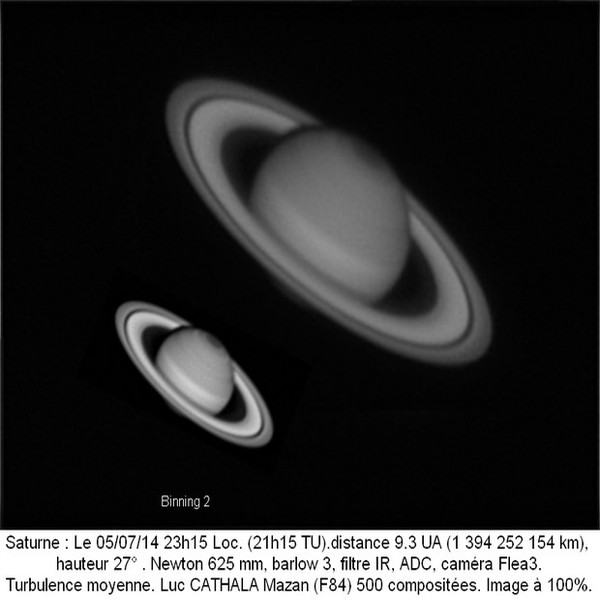 Binning 2
Saturne : Le 05/07/14 23h15 Loc. (21h15 TU).distance 9.3 UA (1 394 252 154 km),
hauteur 27° . Newton 625 mm, barlow 3, filtre IR, ADC, caméra Flea3.
Turbulence moyenne. Luc CATHALA Mazan (F84) 500 compositées. Image à 100%.